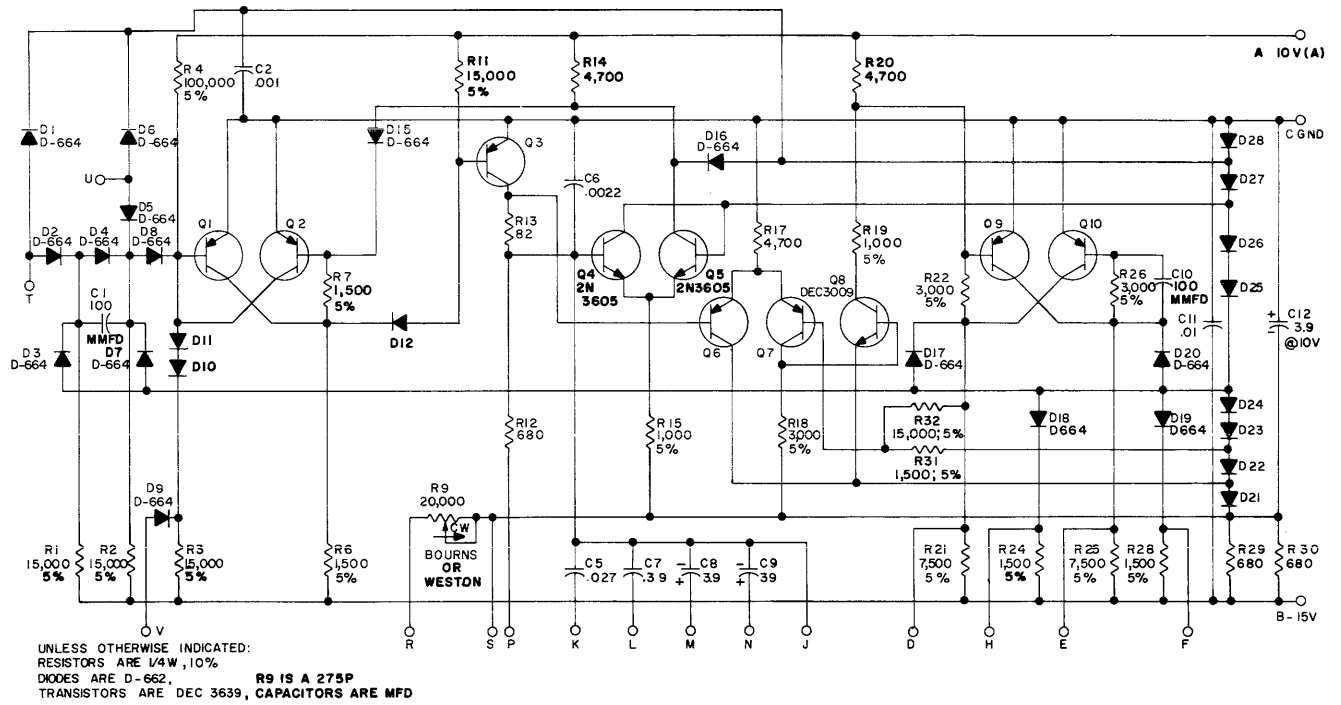 A 10V(A)
R4
100,000
5%
C2
.001
R11
15,000
5%
R14
4,700
R20
4,700
D1
D-664
D6
D-664
D15
D-664
Q3
D16
D-664
C GND
D28
D27
U
D5
D-664
C6
.0022
D2
D-664
D4
D-664
D8
D-664
Q1
Q2
R13
82
R17
4,700
R19
1,000
5%
Q9
Q10
D26
T
R7
1,500
5%
Q4
2N
3605
Q5
2N3605
Q8
DEC3009
R22
3,000
5%
R26
3,000
5%
C10
100
MMFD
D25
C1
100
MMFD
D3
D-664
D7
D-664
D11
D10
D12
Q6
Q7
D17
D-664
D20
D-664
C11
.01
C12
+
-
3.9
@10V
R12
680
R15
1,000
5%
R18
3,000
5%
R32
15,000; 5%
R31
1,500; 5%
D18
D664
D19
D664
D24
D23
D22
D21
D9
D-664
R9
20,000
CW
BOURNS
OR
WESTON
R1
15,000
5%
R2
15,000
5%
R3
15,000
5%
R6
1,500
5%
C5
.027
C7
.39
-
+
C8
3.9
-
+
C9
39
R21
7,500
5%
R24
1,500
5%
R25
7,500
5%
R28
1,500
5%
R29
680
R30
680
B-15V
V
R
S
P
K
L
M
N
J
D
H
E
F
UNLESS OTHERWISE INDICATED:
RESISTORS ARE 1/4W, 10%
DIODES ARE D-662, R9 IS A 275P
TRANSISTORS ARE DEC 3639, CAPACITORS ARE MFD